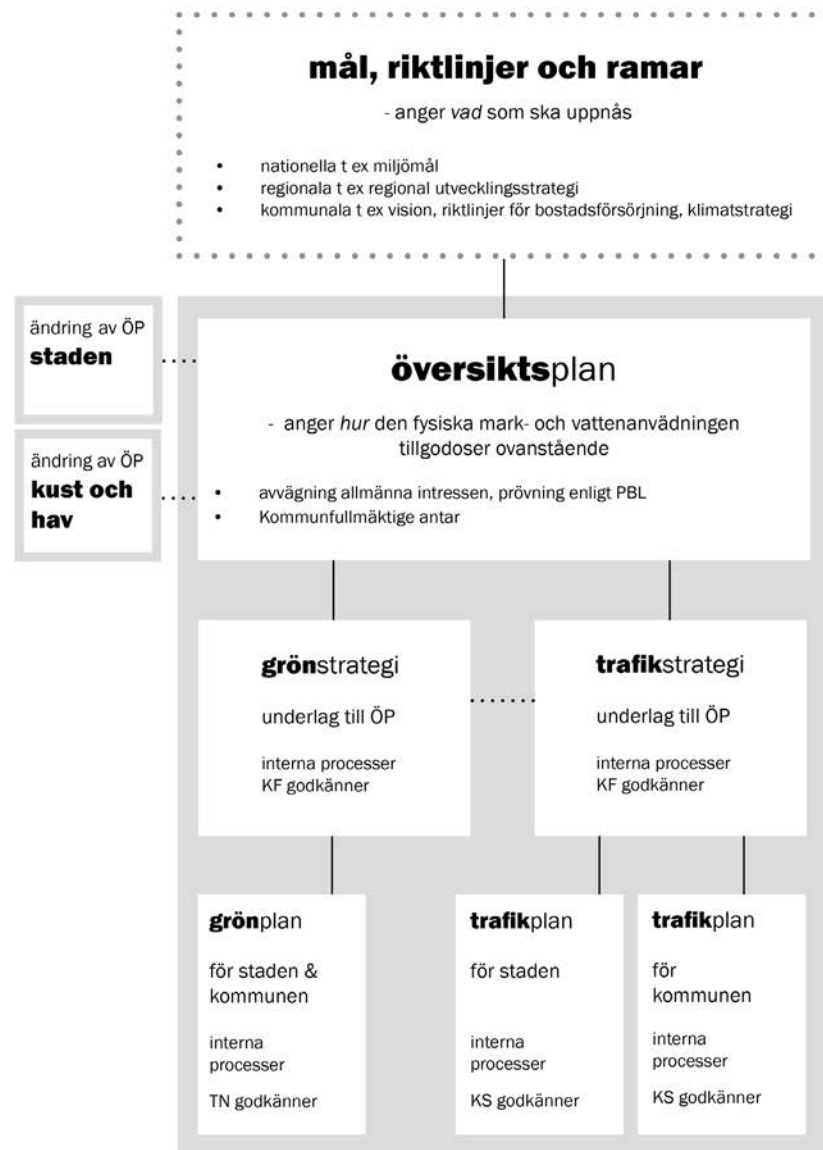 mål, riktlinjer och ramar
- anger vad som ska uppnås
• nationella t ex miljömål
• regionala t ex regional utvecklingsstrategi
• kommunala t ex vision, riktlinjer för bostadsförsörjning, klimatstrategi
ändring av ÖP
staden
ändring av ÖP
kust och
hav
översiktsplan
- anger hur den fysiska mark- och vattenanvädningen
tillgodoser ovanstående
• avvägning allmänna intressen, prövning enligt PBL
• Kommunfullmäktige antar
grönstrategi
underlag till ÖP
interna processer
KF godkänner
trafikstrategi
underlag till ÖP
interna processer
KF godkänner
grönplan
för staden &
kommunen
interna
processer
TN godkänner
trafikplan
för staden
interna
processer
KS godkänner
trafikplan
för
kommunen
interna
processer
KS godkänner